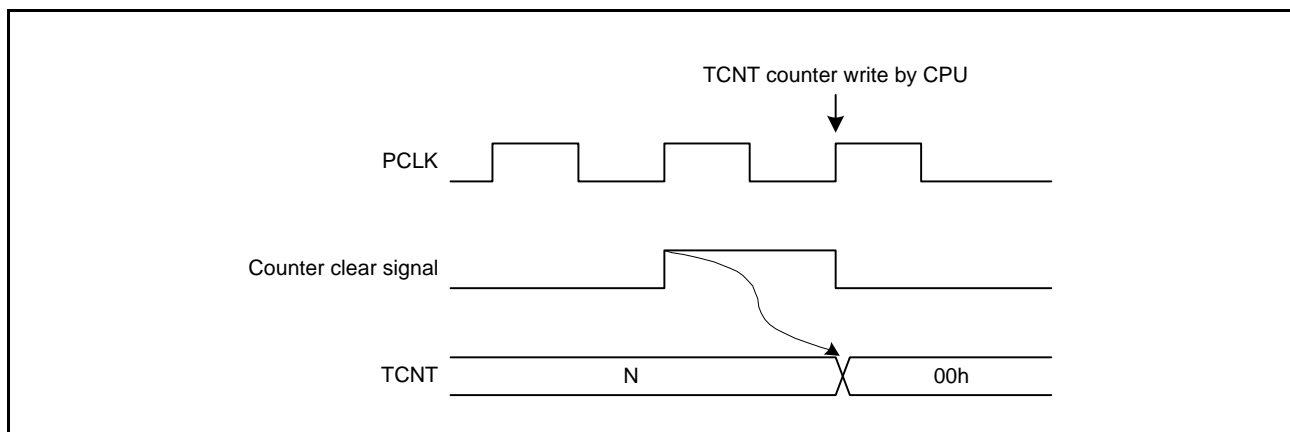 TCNT counter write by CPU
PCLK
Counter clear signal
TCNT
N
00h